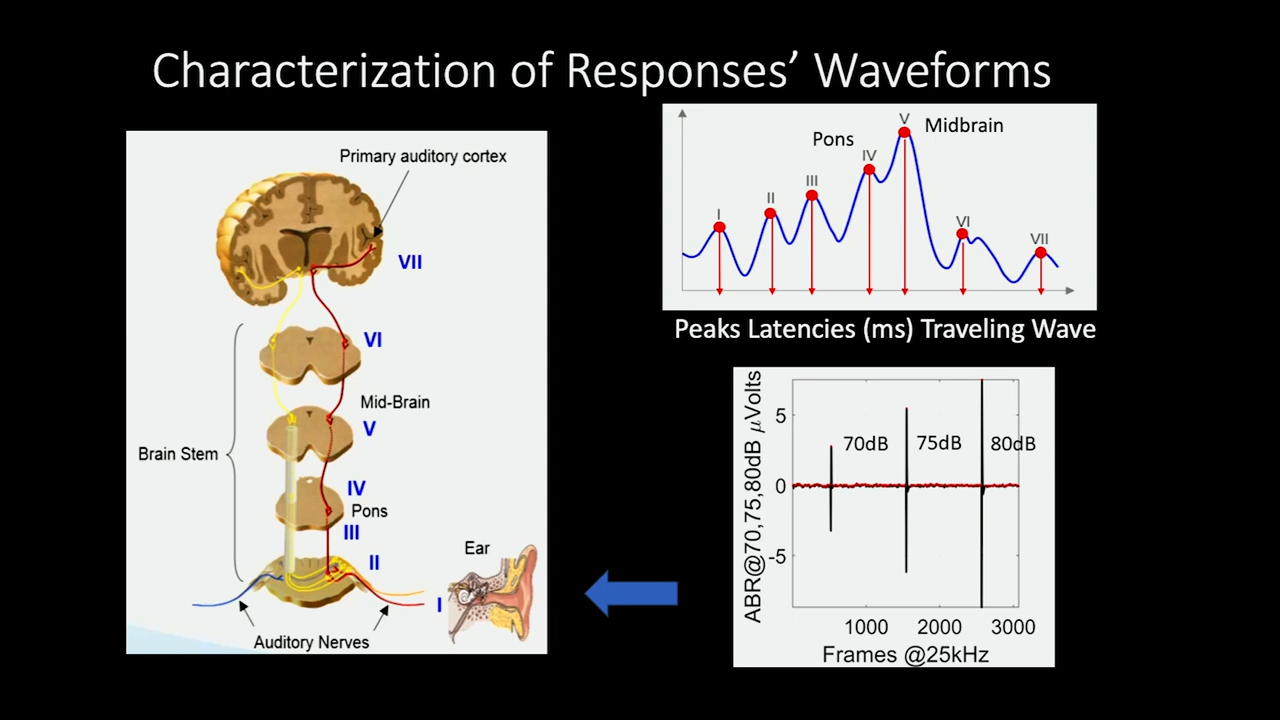 Characterization of Responses’ Waveforms
Primary auditory cortex
VII
VI
Mid-Brain
V
Brain Stem
IV
Pons
III
II
Ear
I
Auditory Nerves
Pons
Midbrain
I
II
III
IV
V
VI
VII
Peaks Latencies (ms) Traveling Wave
ABR@70,75,80dB μVolts
5
0
-5
70dB
75dB
80dB
1000
2000
3000
Frames @25kHz